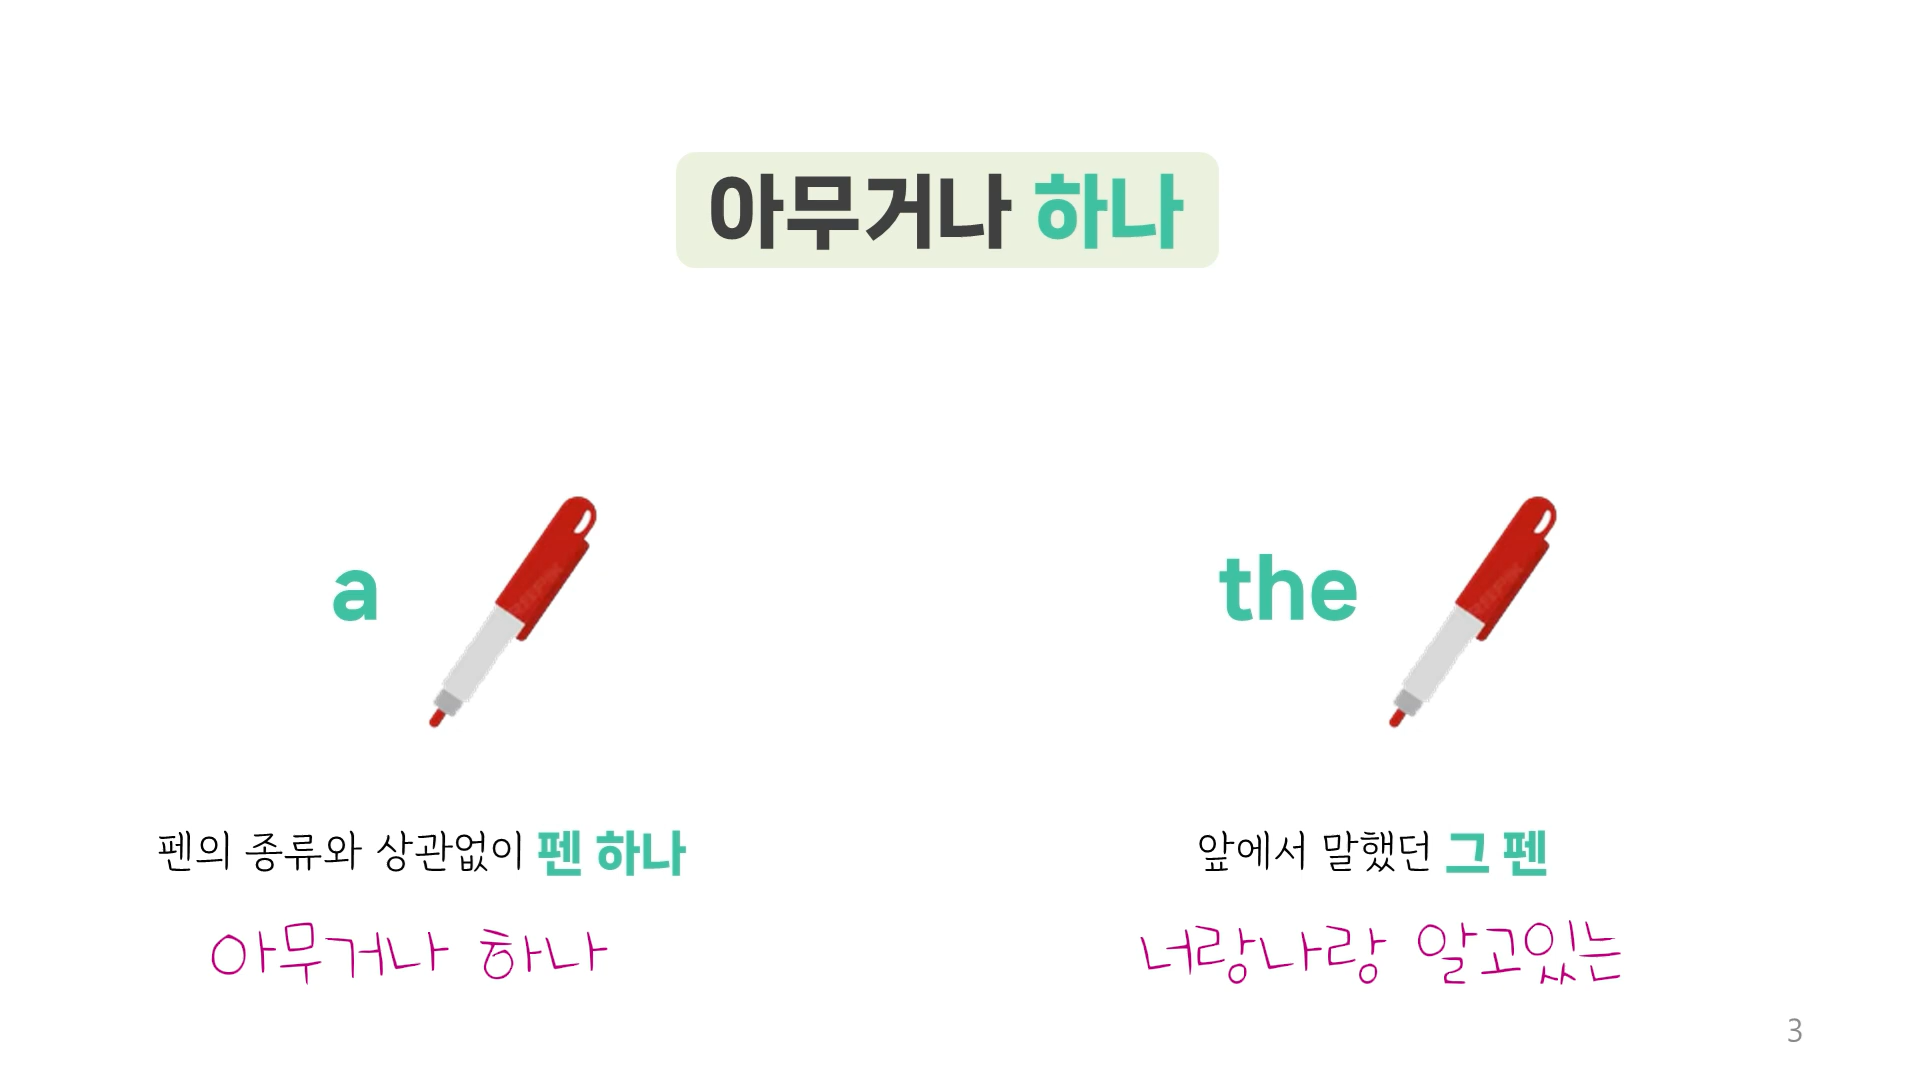 아무거나 하나
a
the
펜의 종류와 상관없이 펜 하나
앞에서 말했던 그 펜
아무거나 하나
너랑나랑 알고있는
3